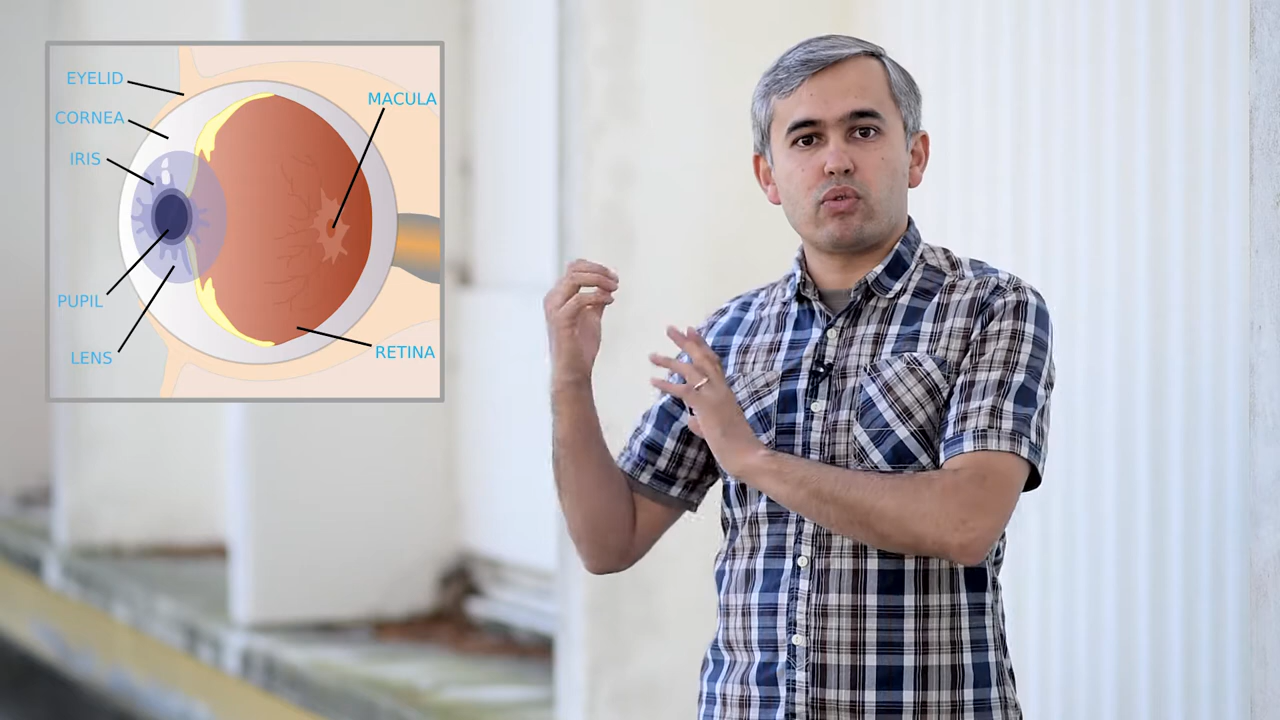 EYELID
CORNEA
IRIS
PUPIL
LENS
MACULA
RETINA